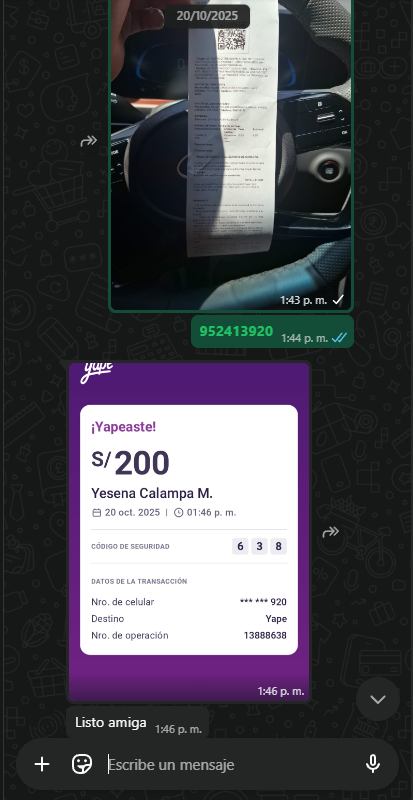 20/10/2025
1:43 p. m.
952413920
1:44 p. m.
yape
¡Yapeaste!
S/ 200
Yesena Calampa M.
20 oct. 2025 | 01:46 p. m.
CÓDIGO DE SEGURIDAD 6 3 8
DATOS DE LA TRANSACCIÓN
Nro. de celular *** *** 920
Destino Yape
Nro. de operación 13888638
1:46 p. m.
Listo amiga 1:46 p. m.
Escribe un mensaje